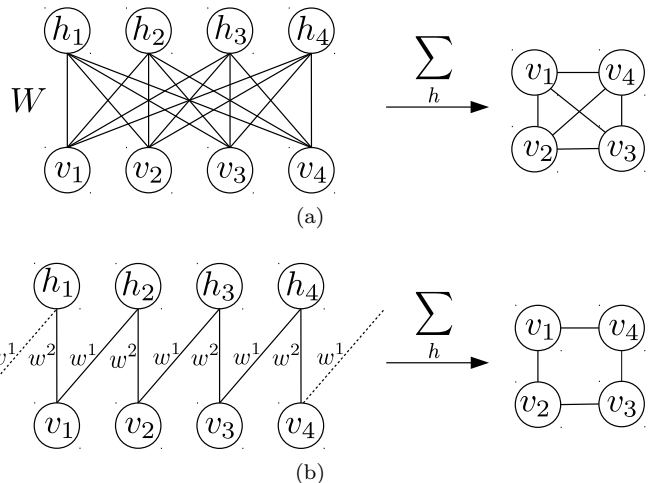 h₁ h₂ h₃ h₄
W
∑
h
v₁ v₂ v₃ v₄
v₁ v₄
v₂ v₃
(a)
h₁ h₂ h₃ h₄
∑
h
w¹ w² w¹ w² w¹ w² w¹ w² w¹
v₁ v₂ v₃ v₄
v₁ v₄
v₂ v₃
(b)